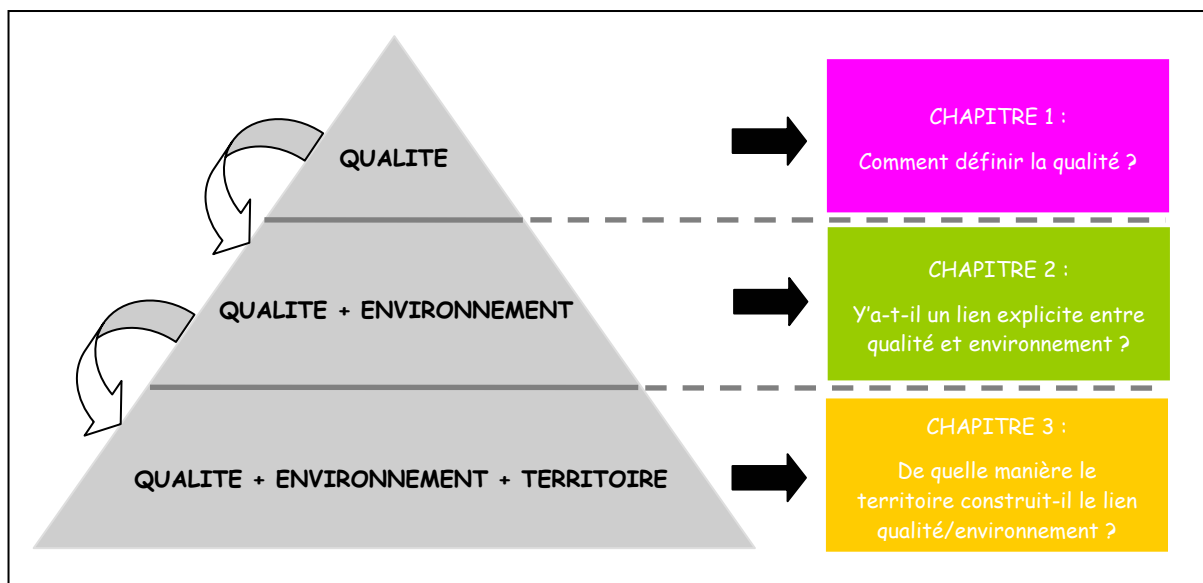 QUALITE
CHAPITRE 1 :
Comment définir la qualité ?
QUALITE + ENVIRONNEMENT
CHAPITRE 2 :
Y'a-t-il un lien explicite entre
qualité et environnement ?
QUALITE + ENVIRONNEMENT + TERRITOIRE
CHAPITRE 3 :
De quelle manière le
territoire construit-il le lien
qualité/environnement ?